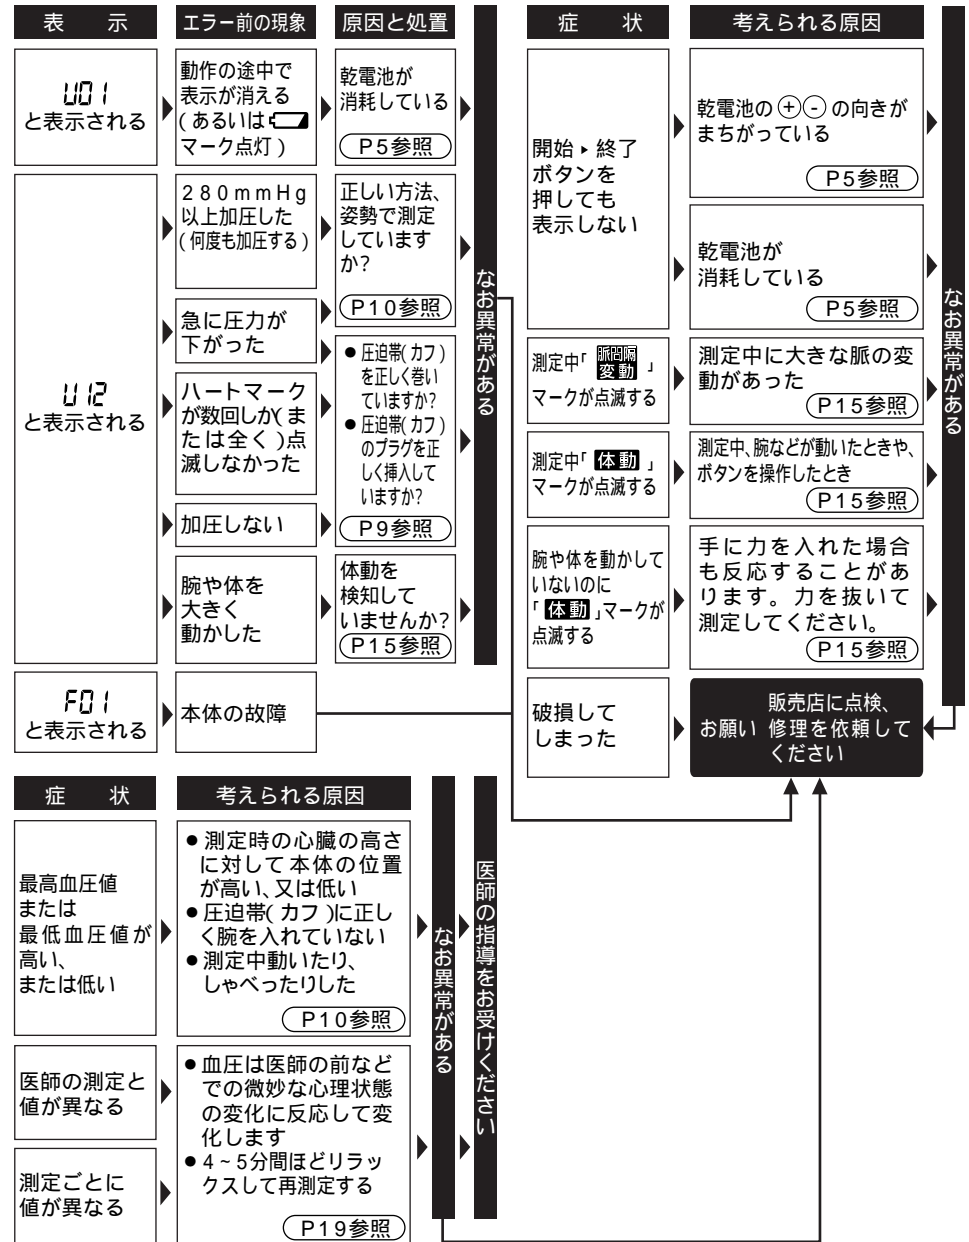 表 示
エラー前の現象
原因と処置
U01
と表示される
動作の途中で
表示が消える
(あるいは
マーク点灯)
乾電池が
消耗している
P5参照
U12
と表示される
280mmHg
以上加圧した
(何度も加圧する)
正しい方法、
姿勢で測定
しています
か?
P10参照
急に圧力が
下がった
ハートマーク
が数回しか(ま
たは全く)点
滅しなかった
加圧しない
●圧迫帯(カフ)
を正しく巻い
ていますか?
●圧迫帯(カフ)
のプラグを正
しく挿入して
いますか?
P9参照
腕や体を
大きく
動かした
体動を
検知して
いませんか?
P15参照
なお異常がある
F01
と表示される
本体の故障
症 状
考えられる原因
開始▸終了
ボタンを
押しても
表示しない
乾電池の⊕⊖の向きが
まちがっている
P5参照
乾電池が
消耗している
P5参照
測定中「脈間隔変動」
マークが点滅する
測定中に大きな脈の変
動があった
P15参照
測定中「体動」
マークが点滅する
測定中、腕などが動いたときや、
ボタンを操作したとき
P15参照
腕や体を動かして
いないのに
「体動」マークが
点滅する
手に力を入れた場合
も反応することがあ
ります。力を抜いて
測定してください。
P15参照
なお異常がある
破損して
しまった
販売店に点検、
お願い 修理を依頼して
ください
症 状
考えられる原因
最高血圧値
または
最低血圧値が
高い、
または低い
●測定時の心臓の高さ
に対して本体の位置
が高い、又は低い
●圧迫帯(カフ)に正し
く腕を入れていない
●測定中動いたり、
しゃべったりした
P10参照
医師の測定と
値が異なる
測定ごとに
値が異なる
●血圧は医師の前など
での微妙な心理状態
の変化に反応して変
化します
●4~5分間ほどリラッ
クスして再測定する
P19参照
なお異常がある
医師の指導をお受けください